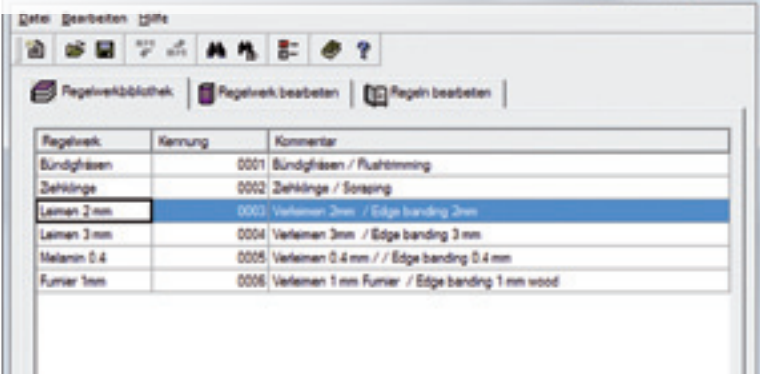 Datei Bearbeiten Hilfe
Regelwerkbibliothek Regelwerk bearbeiten Regeln bearbeiten
Regelwerk Kennung Kommentar
Bündigfräsen 0001 Bündigfräsen / Flushtrimming
Ziehklinge 0002 Ziehklinge / Scraping
Leimen 2 mm 0003 Verleimen 2mm / Edge banding 2mm
Leimen 3 mm 0004 Verleimen 3mm / Edge banding 3 mm
Melamin 0.4 0005 Verleimen 0.4 mm / / Edge banding 0.4 mm
Furnier 1mm 0006 Verleimen 1 mm Furnier / Edge banding 1 mm wood